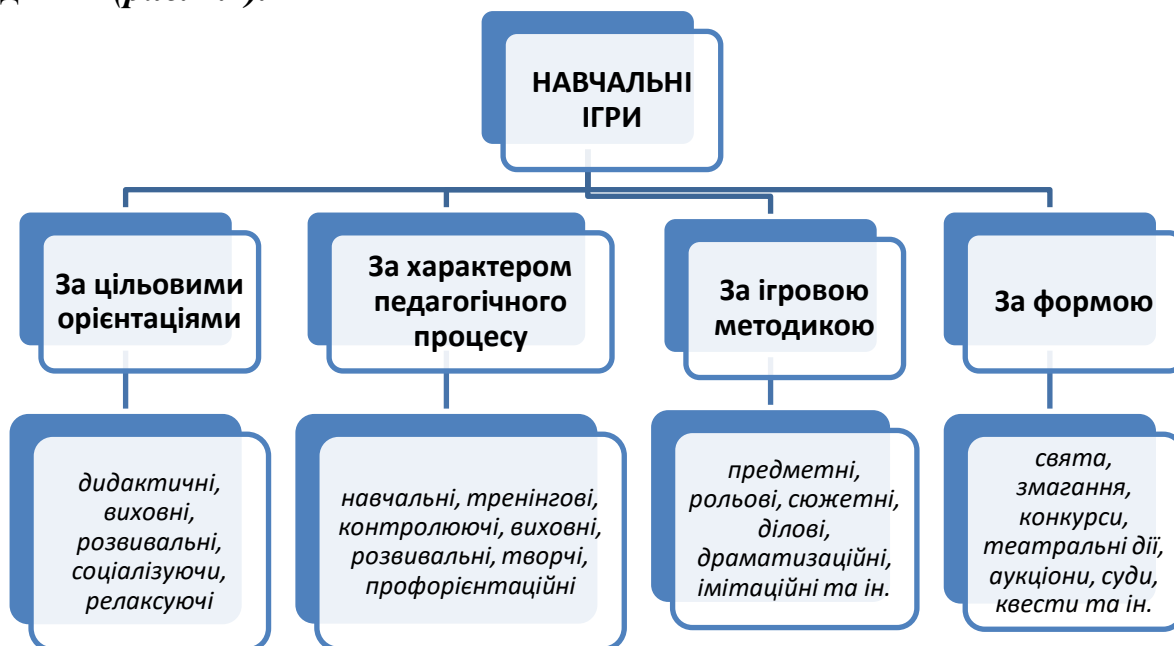 НАВЧАЛЬНІ
ІГРИ
За цільовими
орієнтаціями
За характером
педагогічного
процесу
За ігровою
методикою
За формою
дидактичні,
виховні,
розвивальні,
соціалізуючи,
релаксуючі
навчальні, тренінгові,
контролюючі, виховні,
розвивальні, творчі,
профорієнтаційні
предметні,
рольові, сюжетні,
ділові,
драматизаційні,
імітаційні та ін.
свята,
змагання,
конкурси,
театральні дії,
аукціони, суди,
квести та ін.